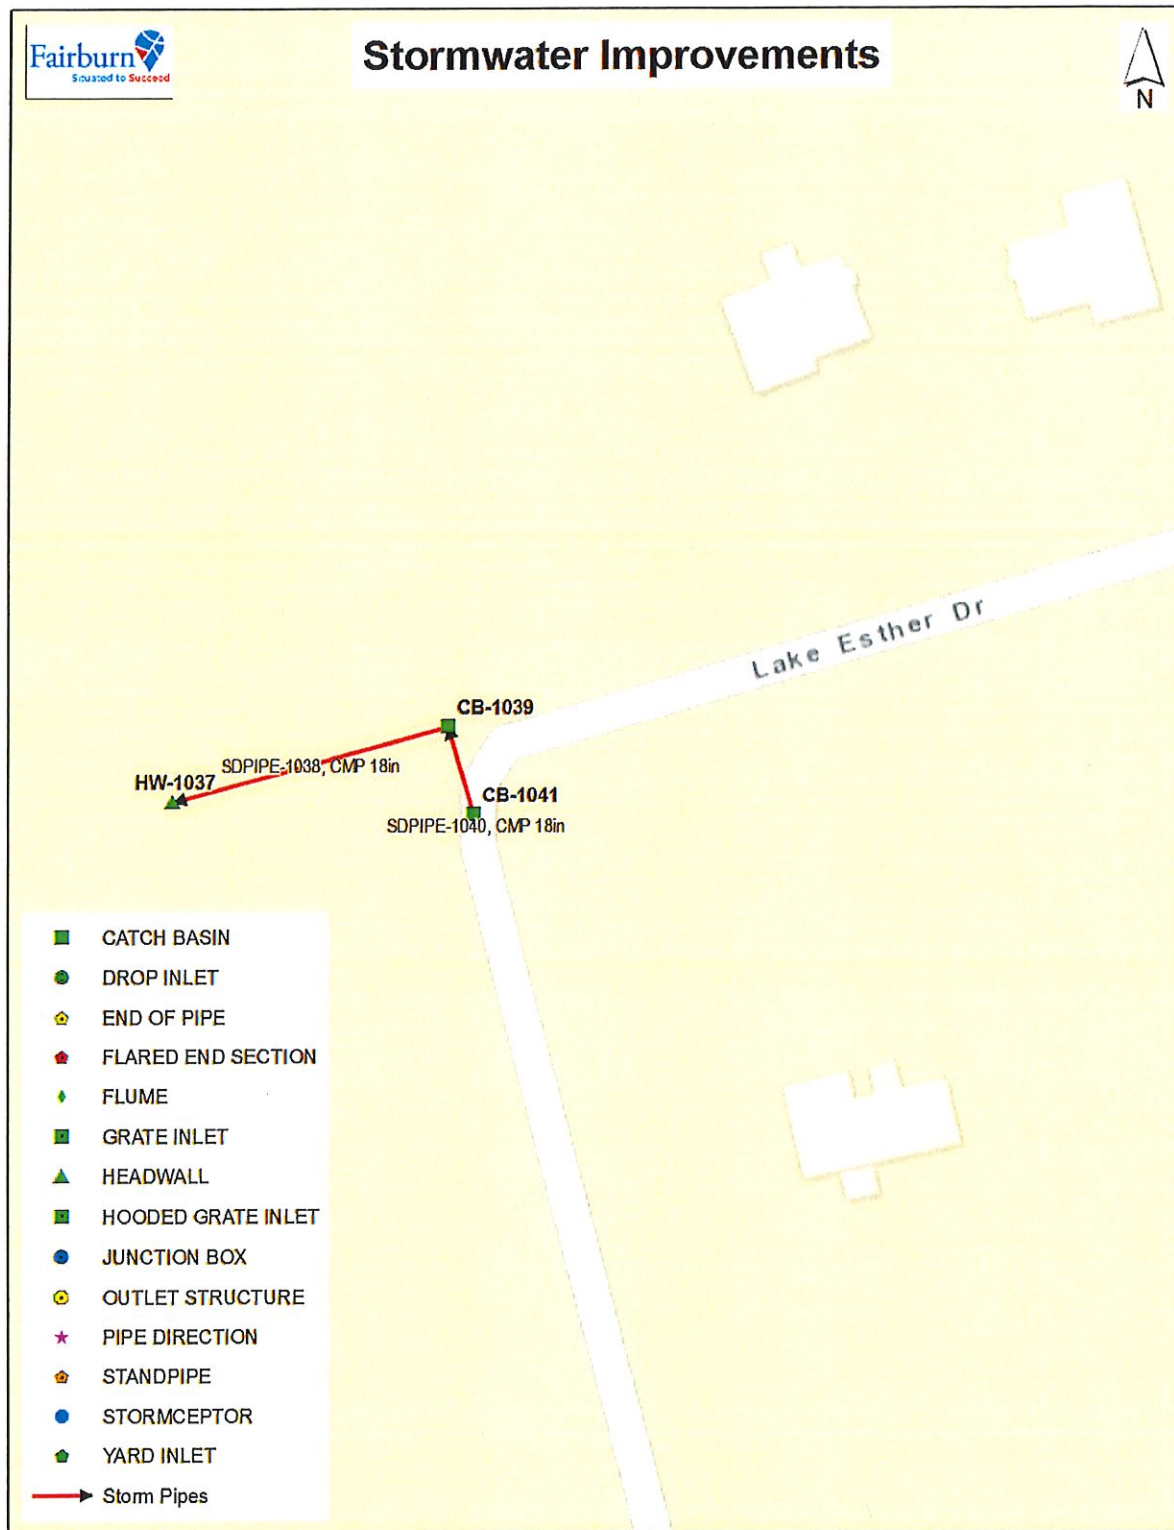 Fairburn
Situated to Succeed
Stormwater Improvements
N
Lake Esther Dr
CB-1039
SDPIPE-1038, CMP 18in
HW-1037
CB-1041
SDPIPE-1040, CMP 18in
CATCH BASIN
DROP INLET
END OF PIPE
FLARED END SECTION
FLUME
GRATE INLET
HEADWALL
HOODED GRATE INLET
JUNCTION BOX
OUTLET STRUCTURE
PIPE DIRECTION
STANDPIPE
STORMCEPTOR
YARD INLET
Storm Pipes